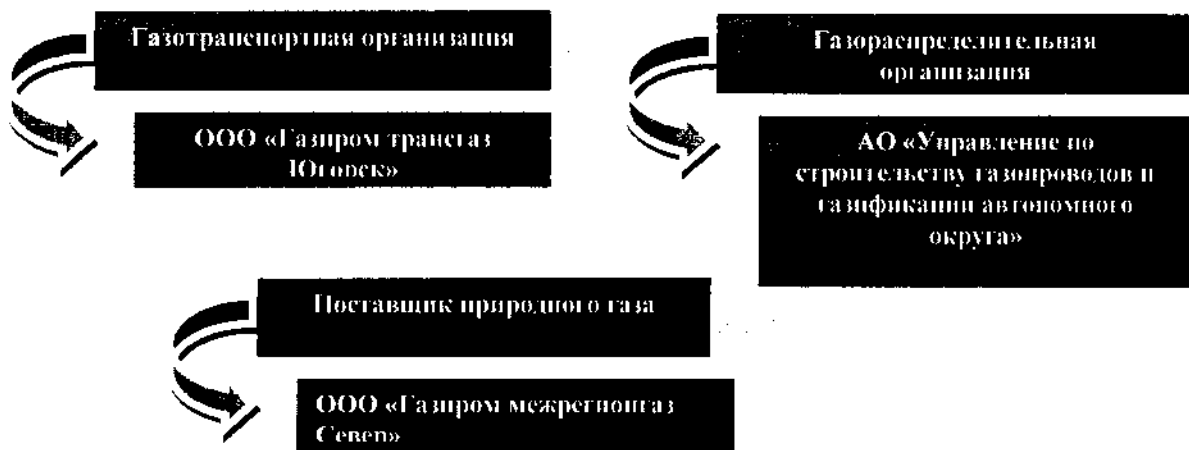 Газотранспортная организация
ООО «Газпром трансгаз
Югорск»
Газораспределительная
организация
АО «Управление по
строительству газопроводов и
газификации автономного
округа»
Поставщик природного газа
ООО «Газпром межрегионгаз
Север»